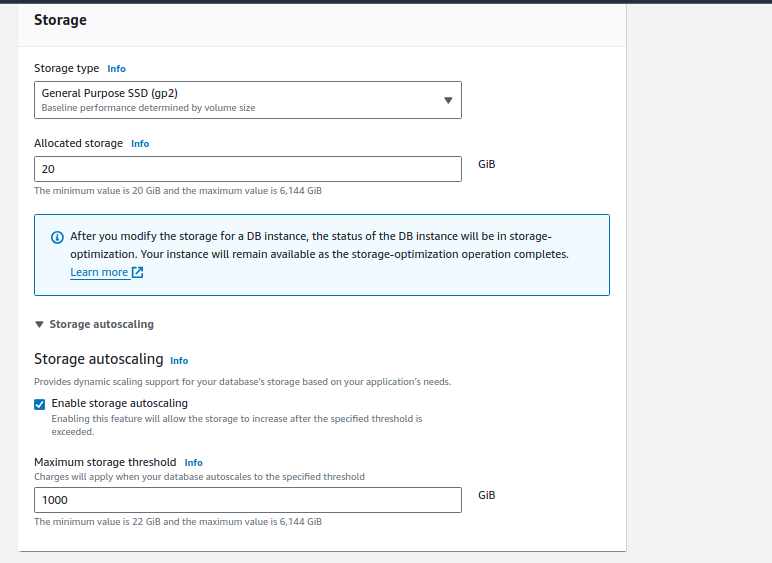 Storage
Storage type Info
General Purpose SSD (gp2)
Baseline performance determined by volume size
Allocated storage Info
20
GiB
The minimum value is 20 GiB and the maximum value is 6,144 GiB
After you modify the storage for a DB instance, the status of the DB instance will be in storage-
optimization. Your instance will remain available as the storage-optimization operation completes.
Learn more
Storage autoscaling
Storage autoscaling Info
Provides dynamic scaling support for your database's storage based on your application's needs.
Enable storage autoscaling
Enabling this feature will allow the storage to increase after the specified threshold is
exceeded.
Maximum storage threshold Info
Charges will apply when your database autoscales to the specified threshold
1000
GiB
The minimum value is 22 GiB and the maximum value is 6,144 GiB